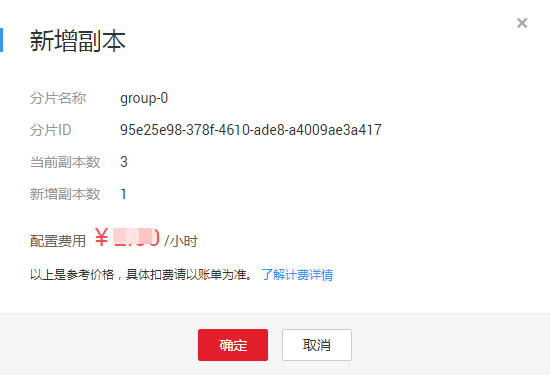 新增副本
分片名称 group-0
分片ID 95e25e98-378f-4610-ade8-a4009ae3a417
当前副本数 3
新增副本数 1
配置费用 ¥ /小时
以上是参考价格，具体扣费请以账单为准。 了解计费详情
确定 取消